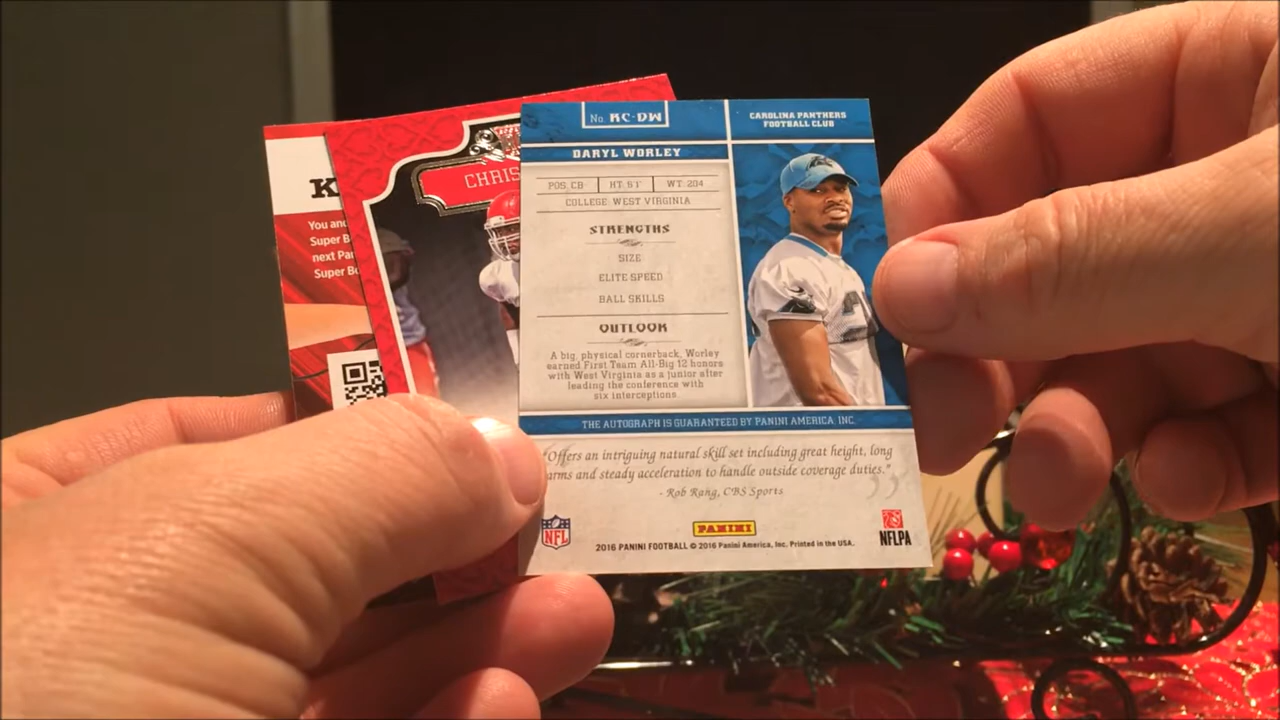 No. RC-DW
CAROLINA PANTHERS
FOOTBALL CLUB
DARYL WORLEY
POS. CB
HT. 6'1"
WT. 204
COLLEGE: WEST VIRGINIA
STRENGTHS
SIZE
ELITE SPEED
BALL SKILLS
OUTLOOK
A big, physical cornerback, Worley
earned First Team All-Big 12 honors
with West Virginia as a junior after
leading the conference with
six interceptions.
THE AUTOGRAPH IS GUARANTEED BY PANINI AMERICA, INC.
"Offers an intriguing natural skill set including great height, long
arms and steady acceleration to handle outside coverage duties."
- Rob Rang, CBS Sports
NFL
PANINI
NFLPA
2016 PANINI FOOTBALL © 2016 Panini America, Inc. Printed in the USA.
CHRIS
K
You and
Super B
next Pa
Super Bo